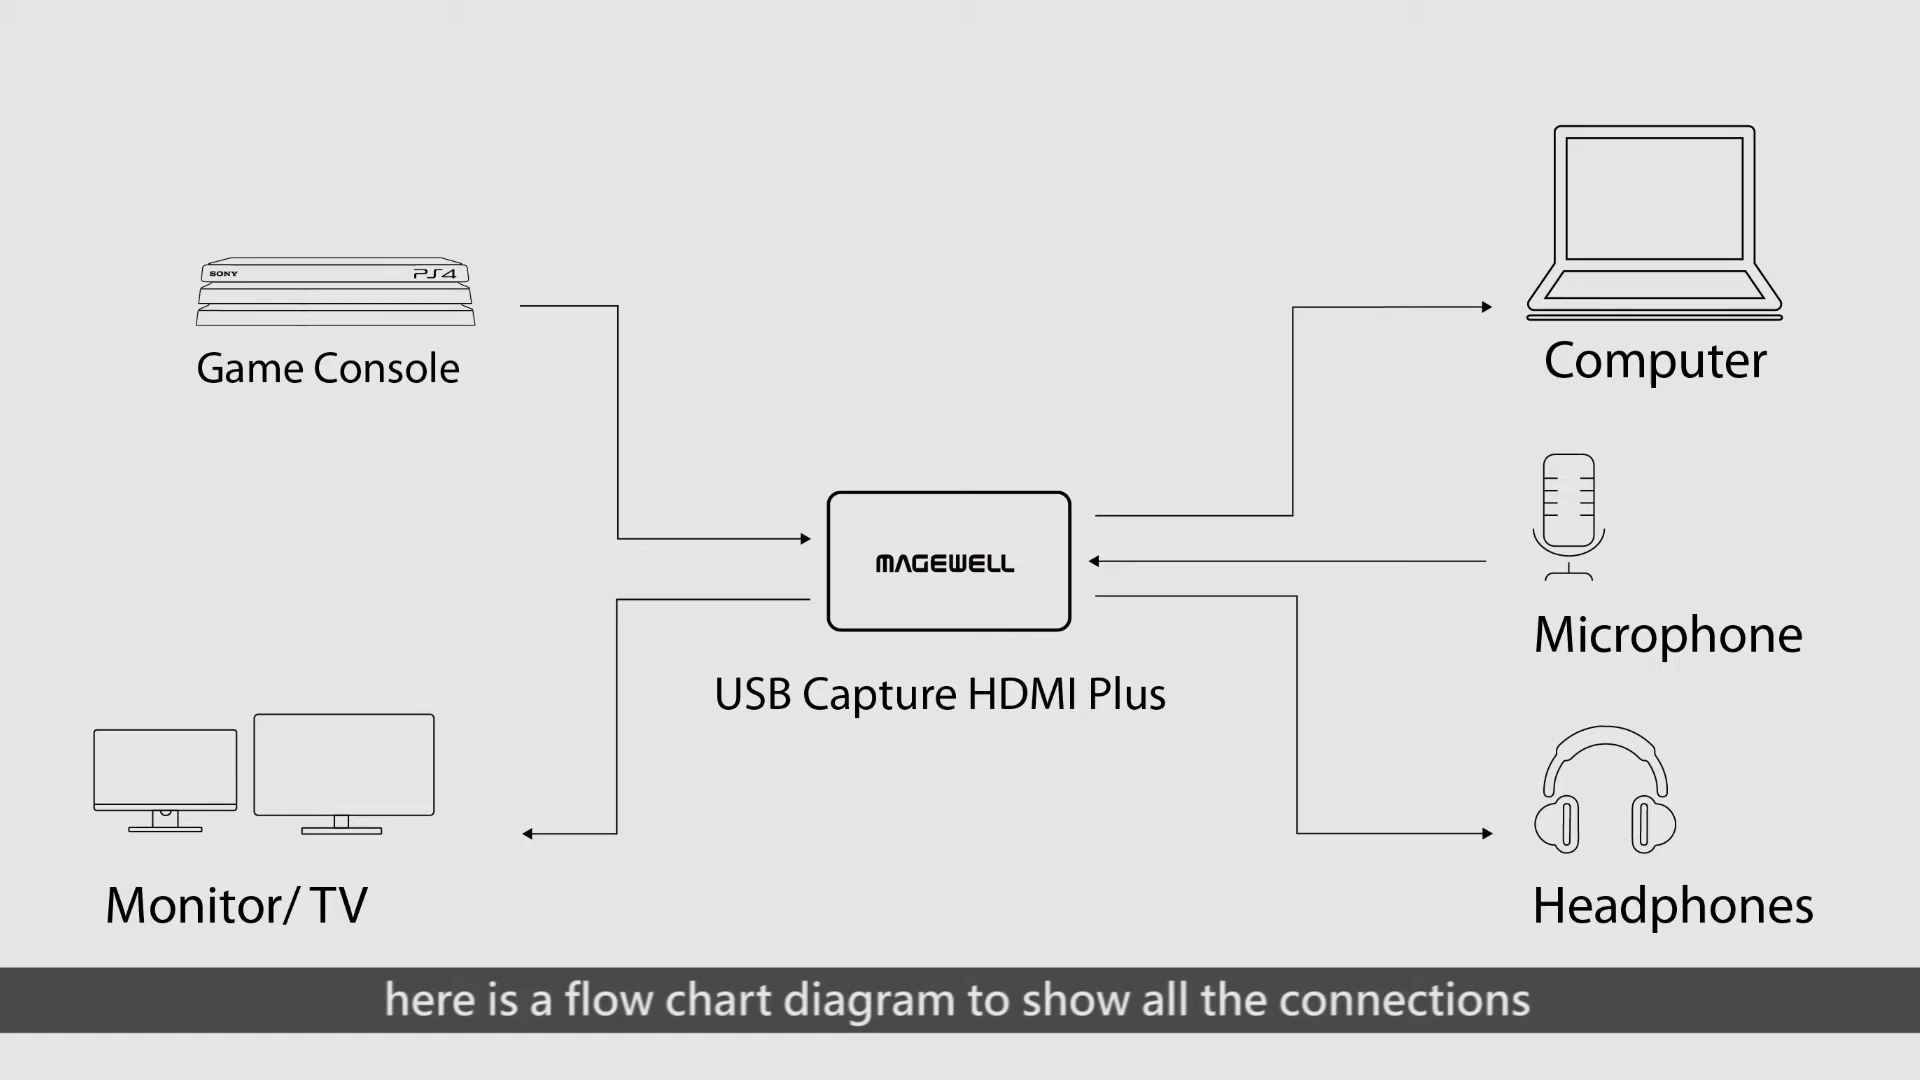 SONY
PS4
Game Console
Computer
MAGEWELL
Microphone
USB Capture HDMI Plus
Monitor/ TV
Headphones
here is a flow chart diagram to show all the connections